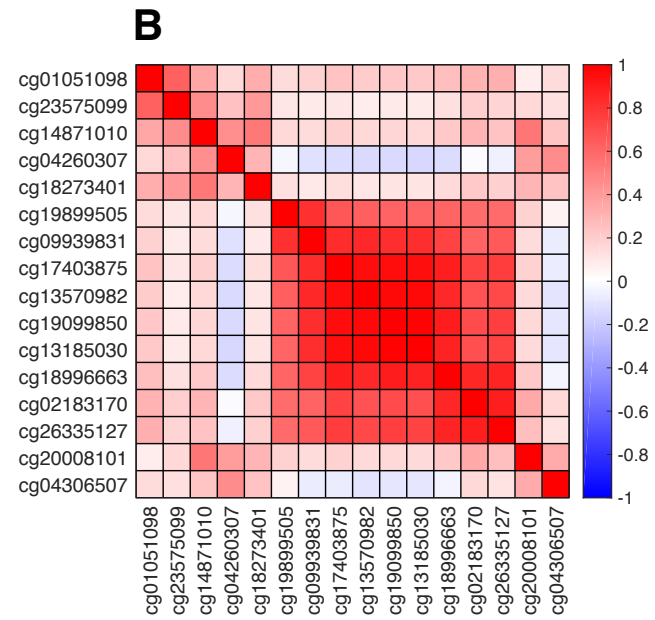 B
cg01051098
cg23575099
cg14871010
cg04260307
cg18273401
cg19899505
cg09939831
cg17403875
cg13570982
cg19099850
cg13185030
cg18996663
cg02183170
cg26335127
cg20008101
cg04306507
1
0.8
0.6
0.4
0.2
0
-0.2
-0.4
-0.6
-0.8
-1
cg01051098
cg23575099
cg14871010
cg04260307
cg18273401
cg19899505
cg09939831
cg17403875
cg13570982
cg19099850
cg13185030
cg18996663
cg02183170
cg26335127
cg20008101
cg04306507